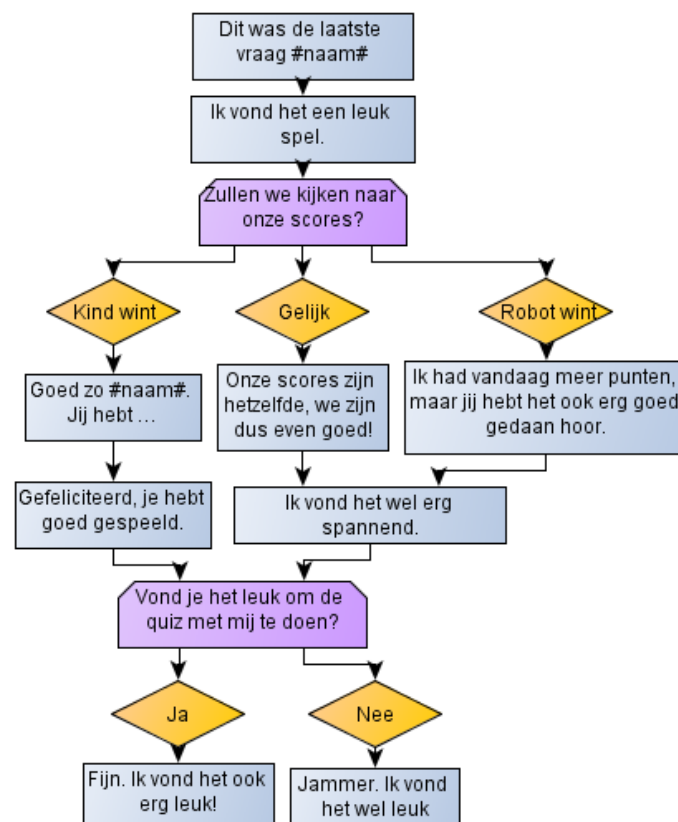 Dit was de laatste
vraag #naam#
Ik vond het een leuk
spel.
Zullen we kijken naar
onze scores?
Kind wint
Gelijk
Robot wint
Goed zo #naam#.
Jij hebt ...
Onze scores zijn
hetzelfde, we zijn
dus even goed!
Ik had vandaag meer punten,
maar jij hebt het ook erg goed
gedaan hoor.
Gefeliciteerd, je hebt
goed gespeeld.
Ik vond het wel erg
spannend.
Vond je het leuk om de
quiz met mij te doen?
Ja
Nee
Fijn. Ik vond het ook
erg leuk!
Jammer. Ik vond
het wel leuk